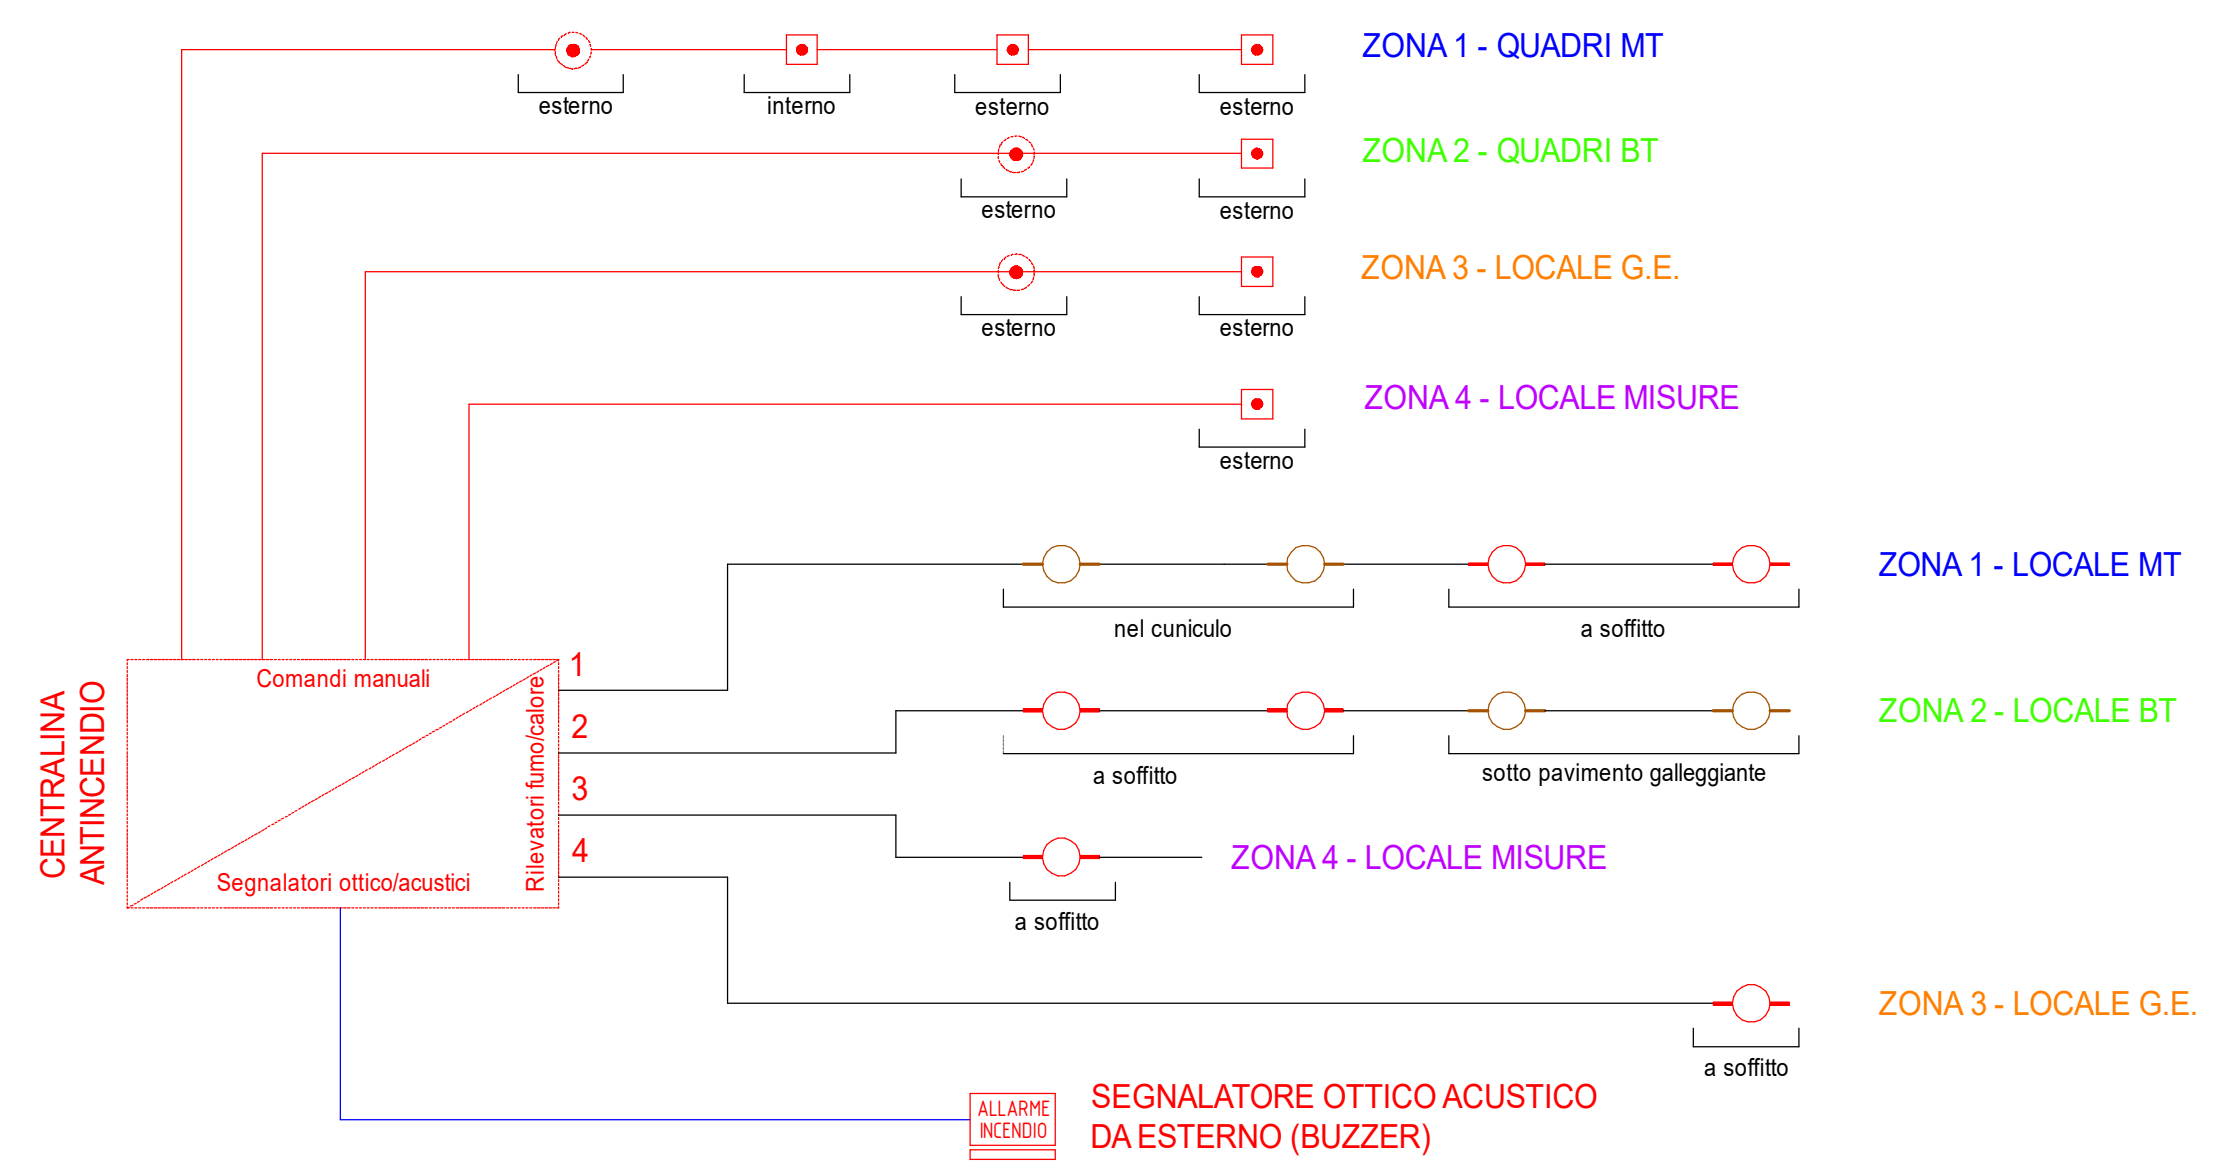 ZONA 1 - QUADRI MT
esterno
interno
esterno
esterno
ZONA 2 - QUADRI BT
esterno
esterno
ZONA 3 - LOCALE G.E.
esterno
esterno
ZONA 4 - LOCALE MISURE
esterno
ZONA 1 - LOCALE MT
nel cuniculo
a soffitto
CENTRALINA
ANTINCENDIO
Comandi manuali
Rilevatori fumo/calore
Segnalatori ottico/acustici
1
2
3
4
ZONA 2 - LOCALE BT
a soffitto
sotto pavimento galleggiante
ZONA 4 - LOCALE MISURE
a soffitto
ZONA 3 - LOCALE G.E.
a soffitto
ALLARME
INCENDIO
SEGNALATORE OTTICO ACUSTICO
DA ESTERNO (BUZZER)